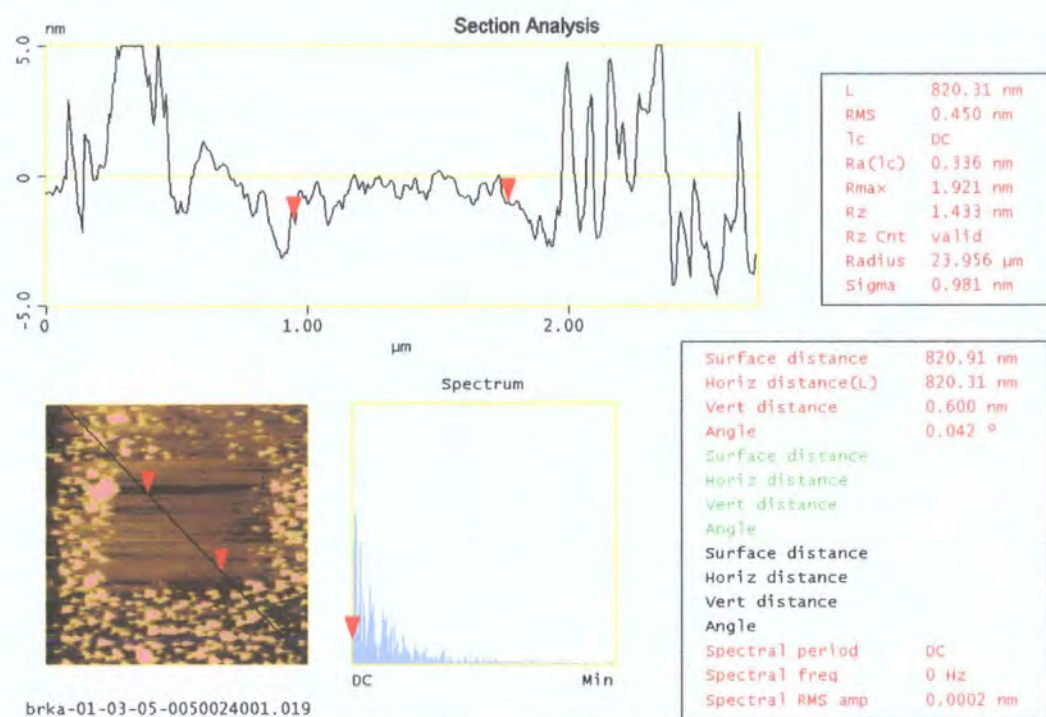 Section Analysis
nm
5.0
0
-5.0
0
1.00
2.00
µm
L 820.31 nm
RMS 0.450 nm
lc DC
Ra(lc) 0.336 nm
Rmax 1.921 nm
Rz 1.433 nm
Rz Cnt valid
Radius 23.956 µm
Sigma 0.981 nm
Surface distance 820.91 nm
Horiz distance(L) 820.31 nm
Vert distance 0.600 nm
Angle 0.042 °
Surface distance
Horiz distance
Vert distance
Angle
Surface distance
Horiz distance
Vert distance
Angle
Spectral period DC
Spectral freq 0 Hz
Spectral RMS amp 0.0002 nm
Spectrum
DC Min
brka-01-03-05-0050024001.019